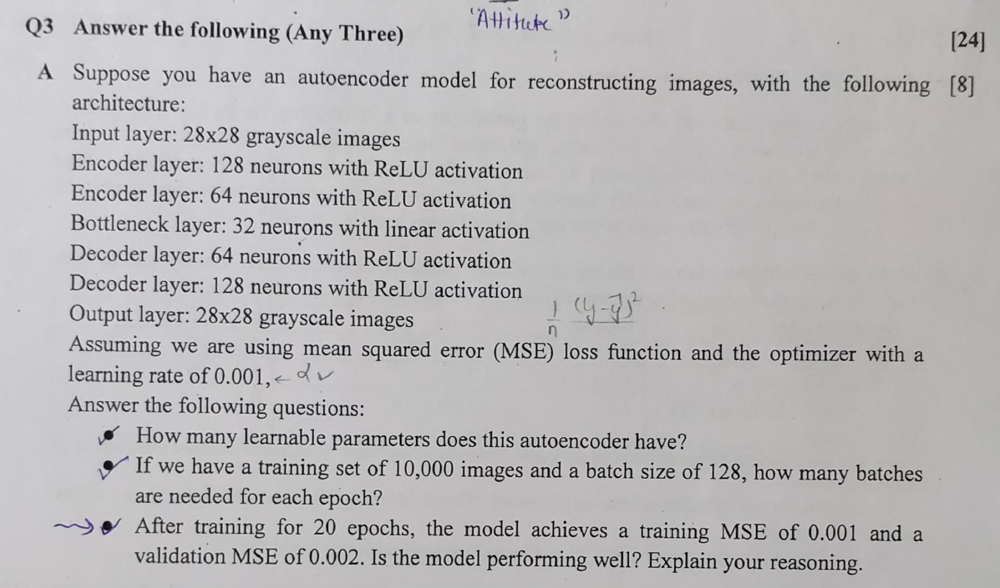 "Attitute"
Q3 Answer the following (Any Three) [24]
A Suppose you have an autoencoder model for reconstructing images, with the following [8]
architecture:
Input layer: 28x28 grayscale images
Encoder layer: 128 neurons with ReLU activation
Encoder layer: 64 neurons with ReLU activation
Bottleneck layer: 32 neurons with linear activation
Decoder layer: 64 neurons with ReLU activation
Decoder layer: 128 neurons with ReLU activation
Output layer: 28x28 grayscale images
1/n (y-ȳ)²
Assuming we are using mean squared error (MSE) loss function and the optimizer with a
learning rate of 0.001, ← α ✓
Answer the following questions:
• How many learnable parameters does this autoencoder have?
• If we have a training set of 10,000 images and a batch size of 128, how many batches
are needed for each epoch?
• After training for 20 epochs, the model achieves a training MSE of 0.001 and a
validation MSE of 0.002. Is the model performing well? Explain your reasoning.